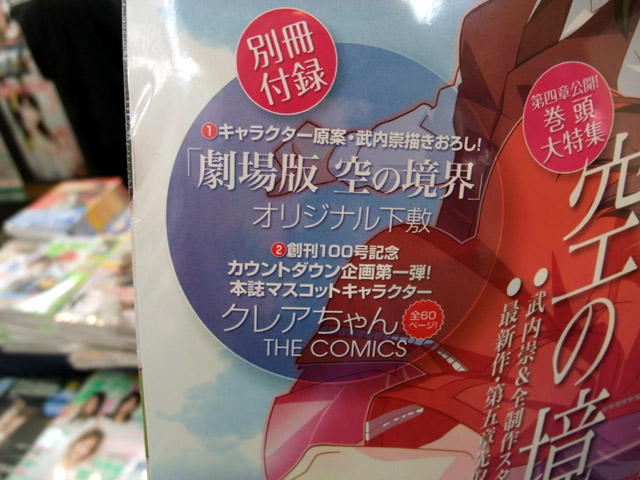 別冊
付録
①キャラクター原案・武内崇描きおろし!
「劇場版 空の境界」
オリジナル下敷
②創刊100号記念
カウントダウン企画第一弾!
本誌マスコットキャラクター
クレアちゃん
全60
ページ!
THE COMICS
第四章公開!
巻頭
大特集
空の境
●武内崇&全制作スタ
●最新作・第五章先